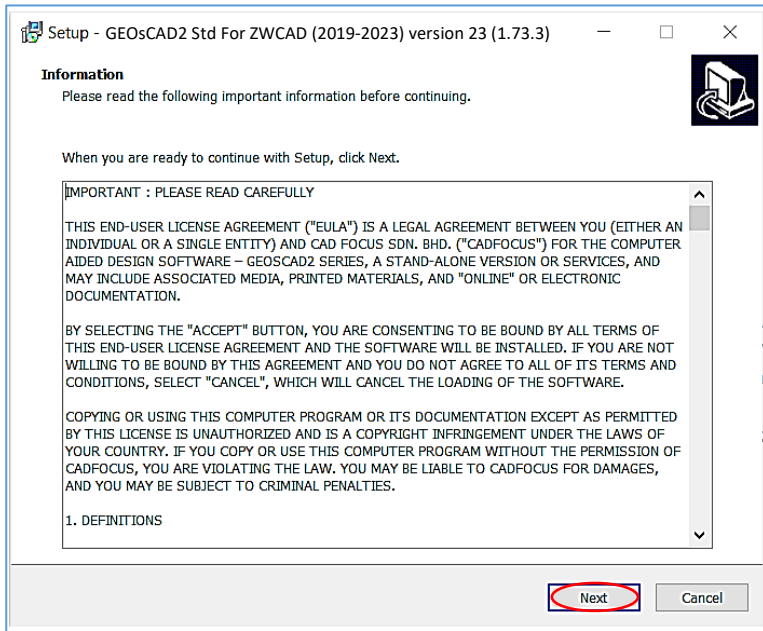 Setup - GEOsCAD2 Std For ZWCAD (2019-2023) version 23 (1.73.3)
Information
Please read the following important information before continuing.
When you are ready to continue with Setup, click Next.
IMPORTANT : PLEASE READ CAREFULLY
THIS END-USER LICENSE AGREEMENT ("EULA") IS A LEGAL AGREEMENT BETWEEN YOU (EITHER AN
INDIVIDUAL OR A SINGLE ENTITY) AND CAD FOCUS SDN. BHD. ("CADFOCUS") FOR THE COMPUTER
AIDED DESIGN SOFTWARE – GEOSCAD2 SERIES, A STAND-ALONE VERSION OR SERVICES, AND
MAY INCLUDE ASSOCIATED MEDIA, PRINTED MATERIALS, AND "ONLINE" OR ELECTRONIC
DOCUMENTATION.
BY SELECTING THE "ACCEPT" BUTTON, YOU ARE CONSENTING TO BE BOUND BY ALL TERMS OF
THIS END-USER LICENSE AGREEMENT AND THE SOFTWARE WILL BE INSTALLED. IF YOU ARE NOT
WILLING TO BE BOUND BY THIS AGREEMENT AND YOU DO NOT AGREE TO ALL OF ITS TERMS AND
CONDITIONS, SELECT "CANCEL", WHICH WILL CANCEL THE LOADING OF THE SOFTWARE.
COPYING OR USING THIS COMPUTER PROGRAM OR ITS DOCUMENTATION EXCEPT AS PERMITTED
BY THIS LICENSE IS UNAUTHORIZED AND IS A COPYRIGHT INFRINGEMENT UNDER THE LAWS OF
YOUR COUNTRY. IF YOU COPY OR USE THIS COMPUTER PROGRAM WITHOUT THE PERMISSION OF
CADFOCUS, YOU ARE VIOLATING THE LAW. YOU MAY BE LIABLE TO CADFOCUS FOR DAMAGES,
AND YOU MAY BE SUBJECT TO CRIMINAL PENALTIES.
1. DEFINITIONS
Next Cancel